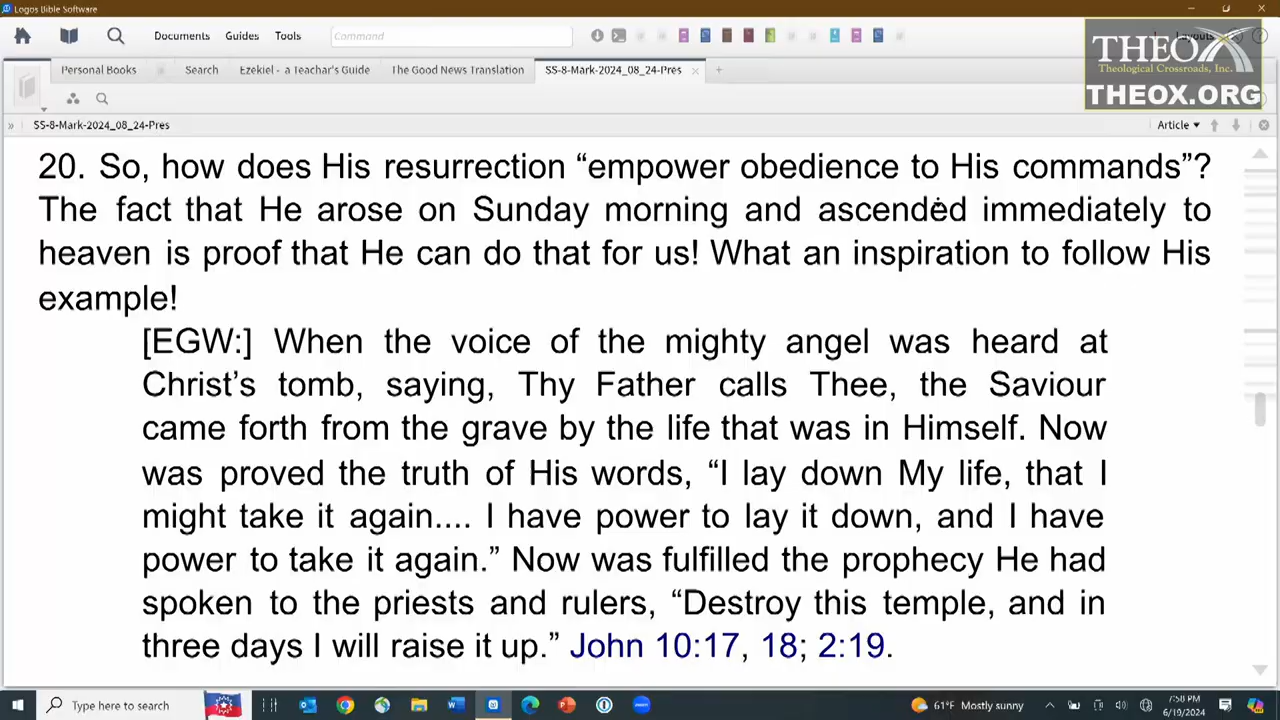 Logos Bible Software
Documents Guides Tools Command
THEOX
Theological Crossroads, Inc.
THEOX.ORG
Personal Books Search Ezekiel - a Teacher's Guide SS-8-Mark-2024_08_24-Pres
SS-8-Mark-2024_08_24-Pres Article
20. So, how does His resurrection “empower obedience to His commands”?
The fact that He arose on Sunday morning and ascended immediately to
heaven is proof that He can do that for us! What an inspiration to follow His
example!
[EGW:] When the voice of the mighty angel was heard at
Christ’s tomb, saying, Thy Father calls Thee, the Saviour
came forth from the grave by the life that was in Himself. Now
was proved the truth of His words, “I lay down My life, that I
might take it again.... I have power to lay it down, and I have
power to take it again.” Now was fulfilled the prophecy He had
spoken to the priests and rulers, “Destroy this temple, and in
three days I will raise it up.” John 10:17, 18; 2:19.
Type here to search 61°F Mostly sunny 7:58 PM
6/19/2024